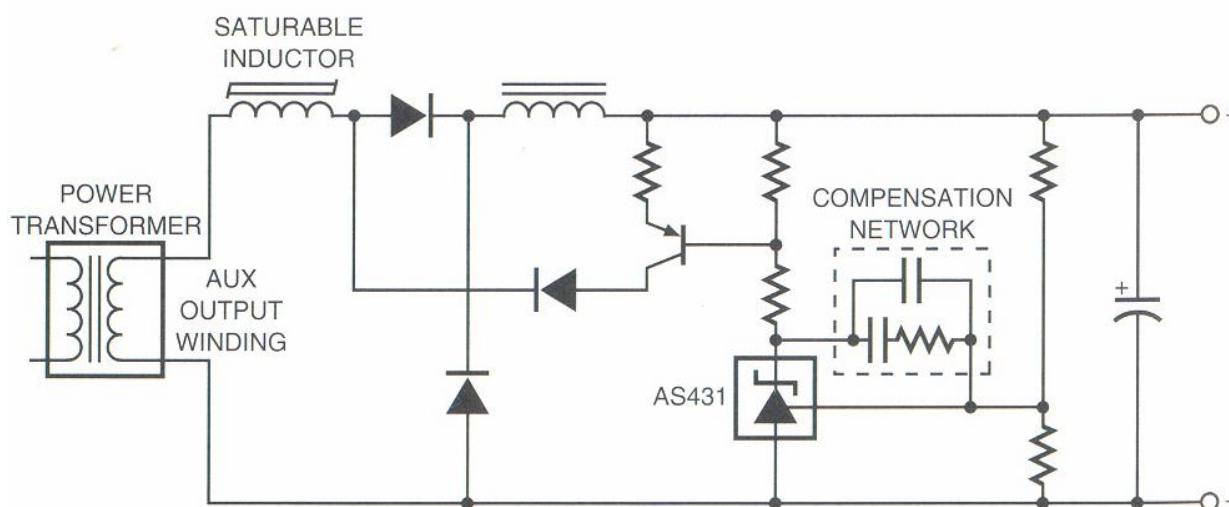 SATURABLE
INDUCTOR
POWER
TRANSFORMER
AUX
OUTPUT
WINDING
COMPENSATION
NETWORK
AS431
+